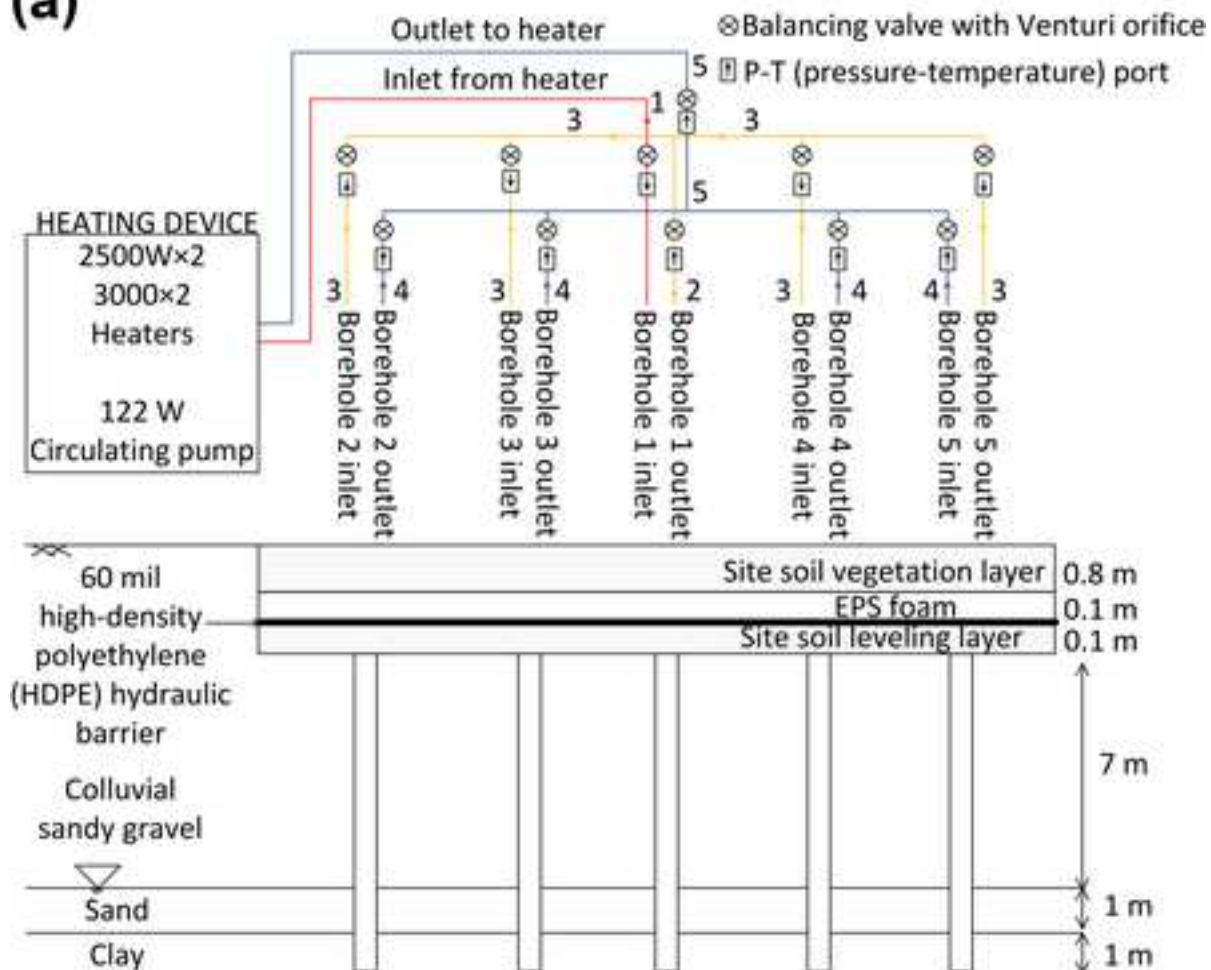 (a)
Outlet to heater
Balancing valve with Venturi orifice
Inlet from heater
5
P-T (pressure-temperature) port
1
3
3
5
HEATING DEVICE
2500W×2
3000×2
Heaters
122 W
Circulating pump
3
4
3
4
2
3
4
4
3
Borehole 2 inlet
Borehole 2 outlet
Borehole 3 inlet
Borehole 3 outlet
Borehole 1 inlet
Borehole 1 outlet
Borehole 4 inlet
Borehole 4 outlet
Borehole 5 inlet
Borehole 5 outlet
Site soil vegetation layer
0.8 m
EPS foam
0.1 m
Site soil leveling layer
0.1 m
60 mil
high-density
polyethylene
(HDPE) hydraulic
barrier
7 m
Colluvial
sandy gravel
Sand
1 m
Clay
1 m